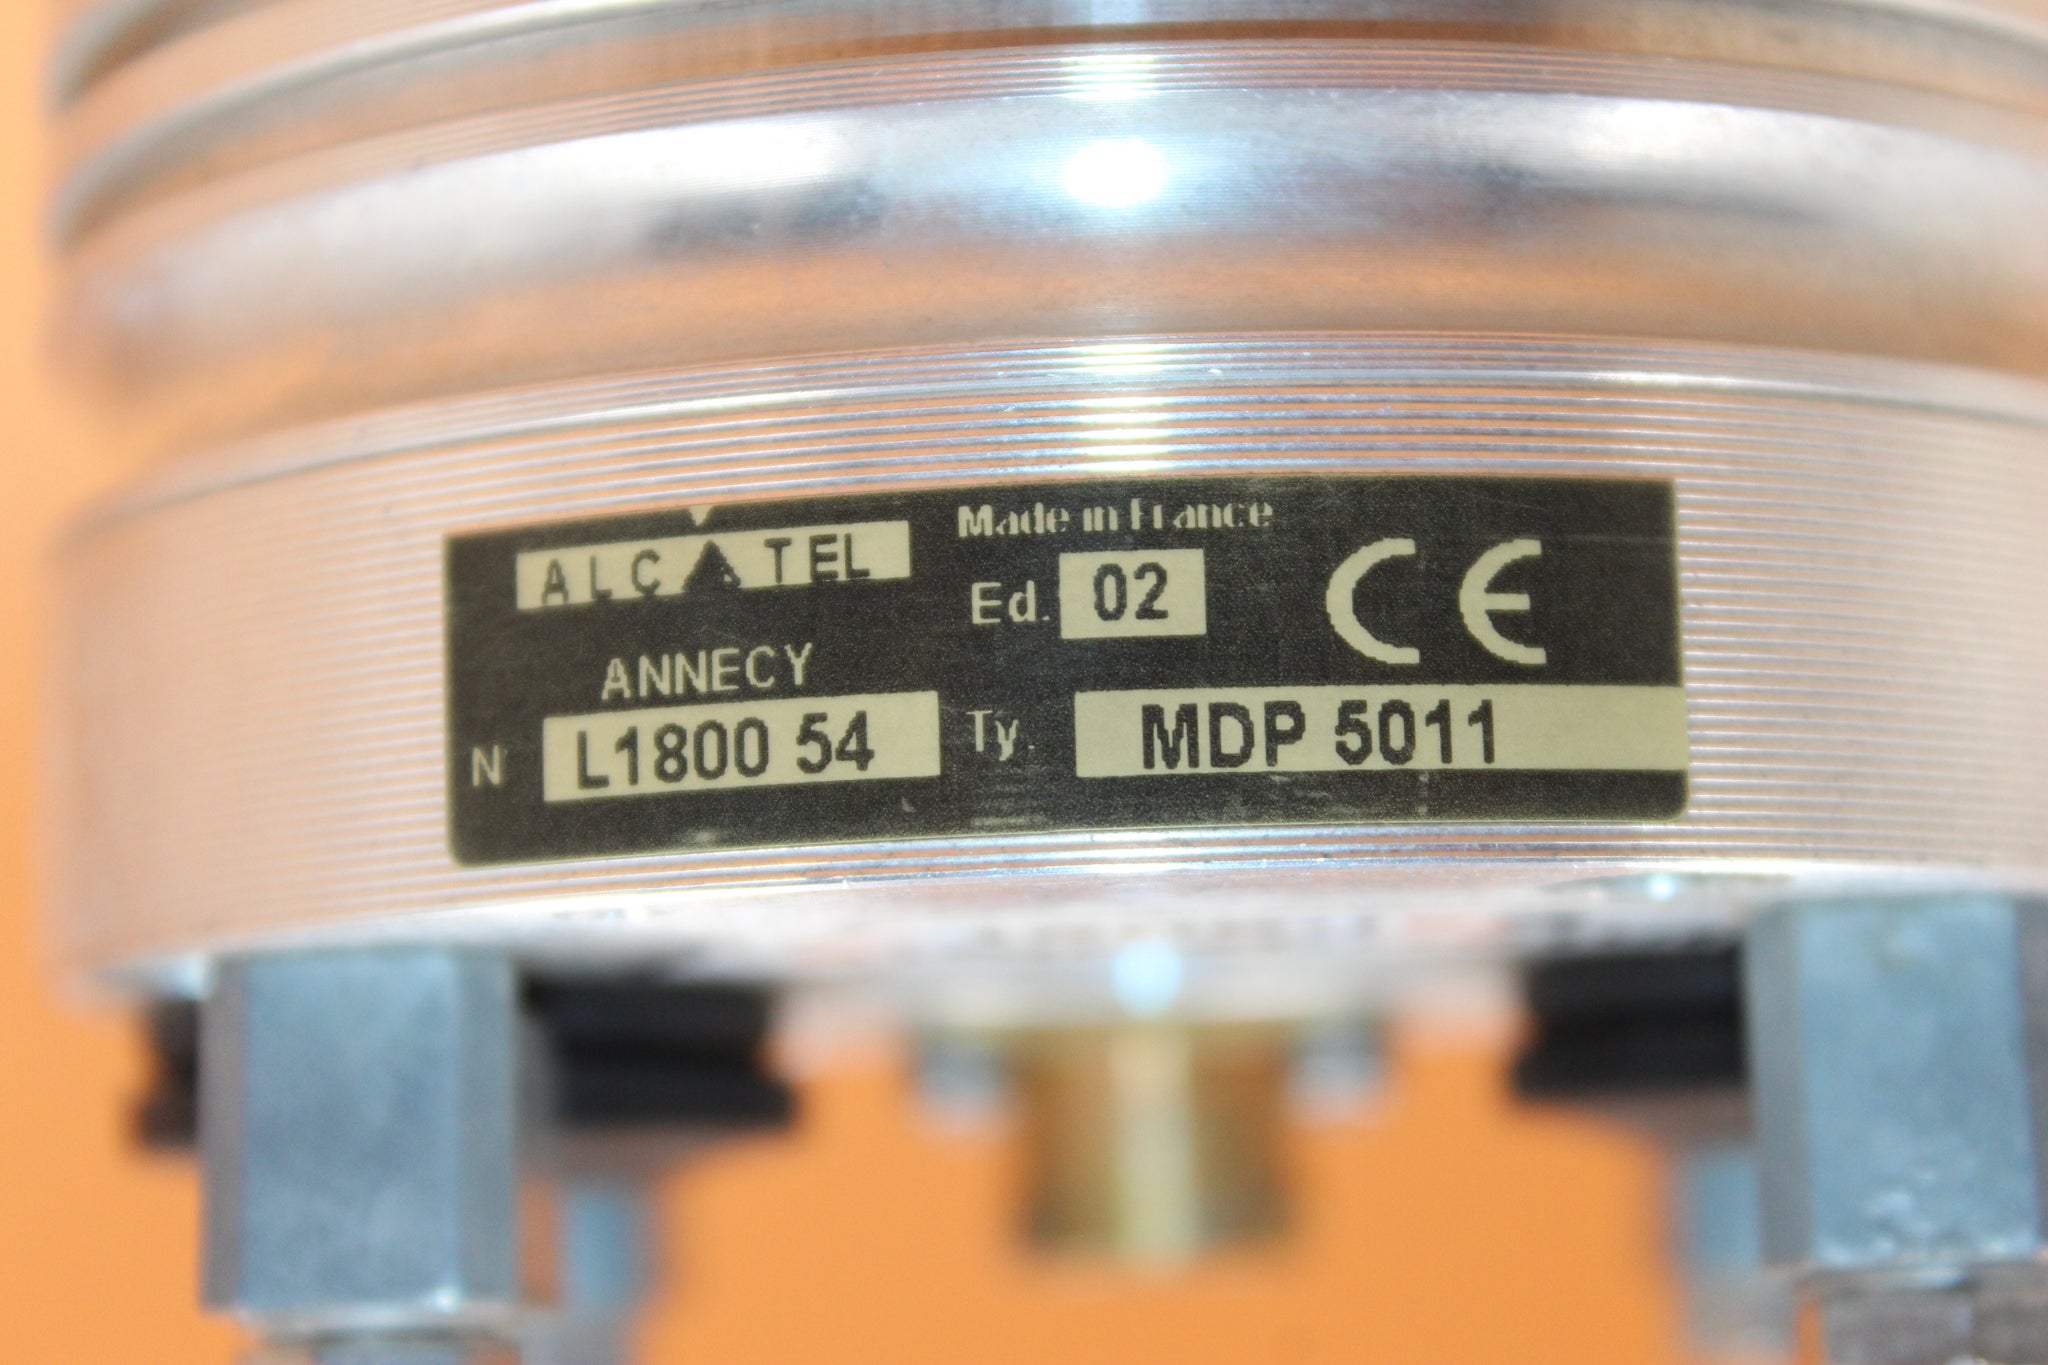 ALCATEL
Made in France
Ed. 02
CE
ANNECY
N L1800 54
Ty. MDP 5011